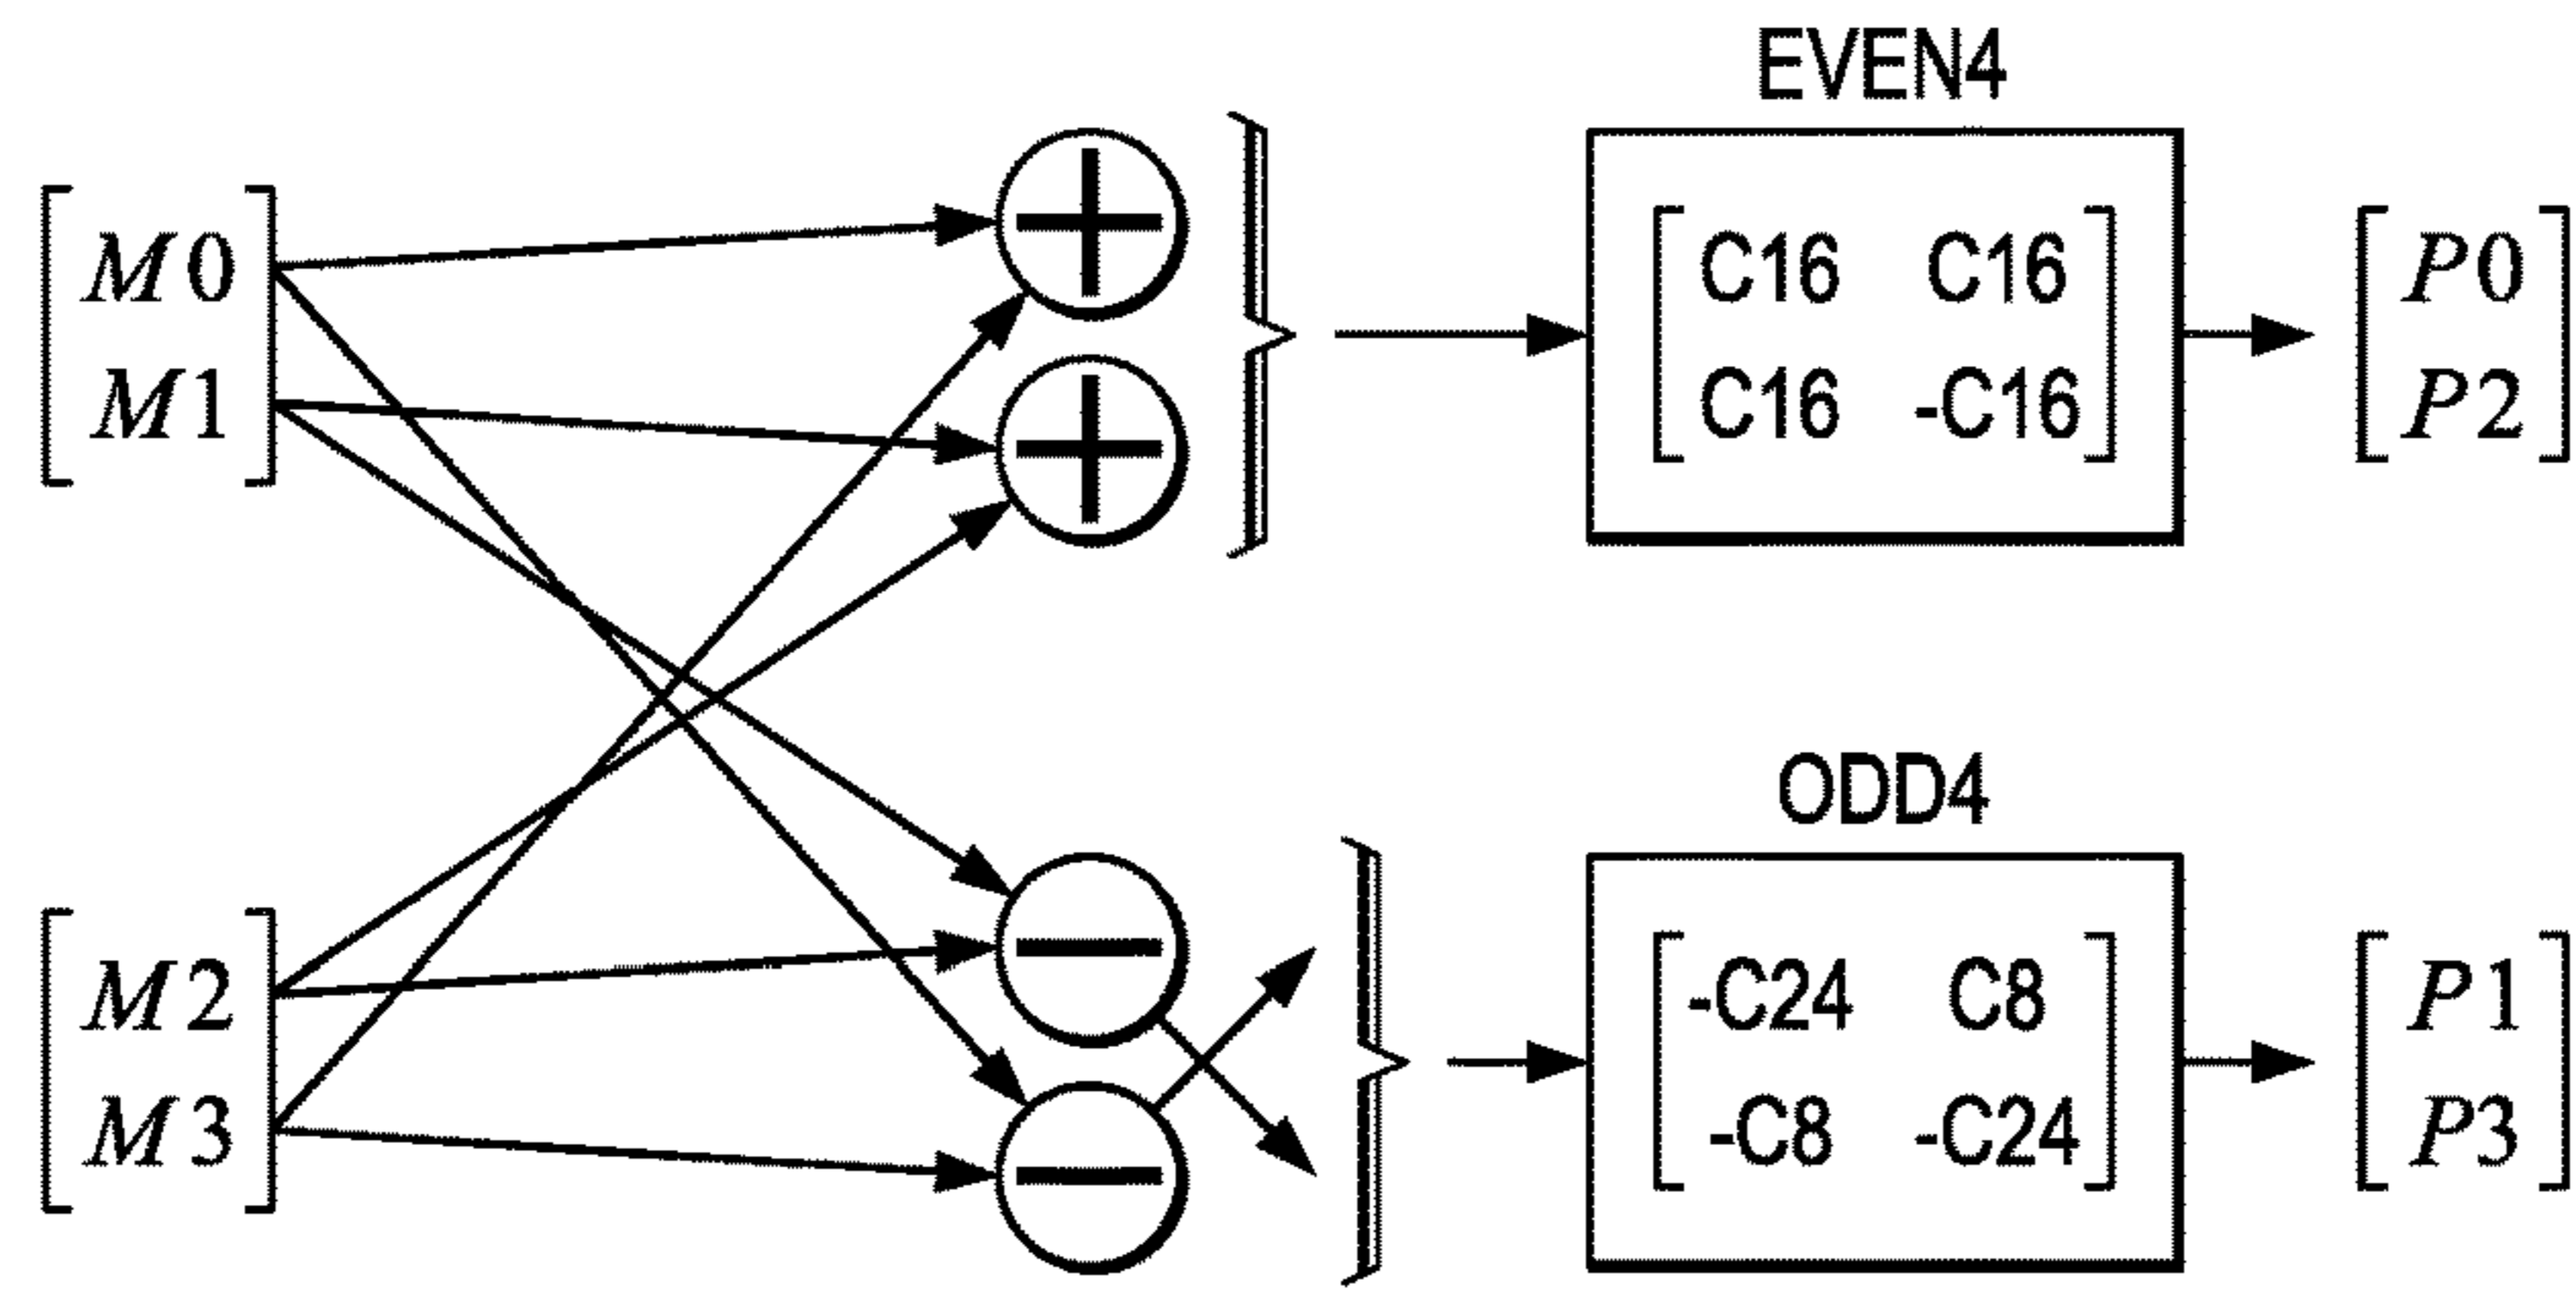 EVEN4
M0
M1
C16 C16
C16 -C16
P0
P2
ODD4
M2
M3
-C24 C8
-C8 -C24
P1
P3